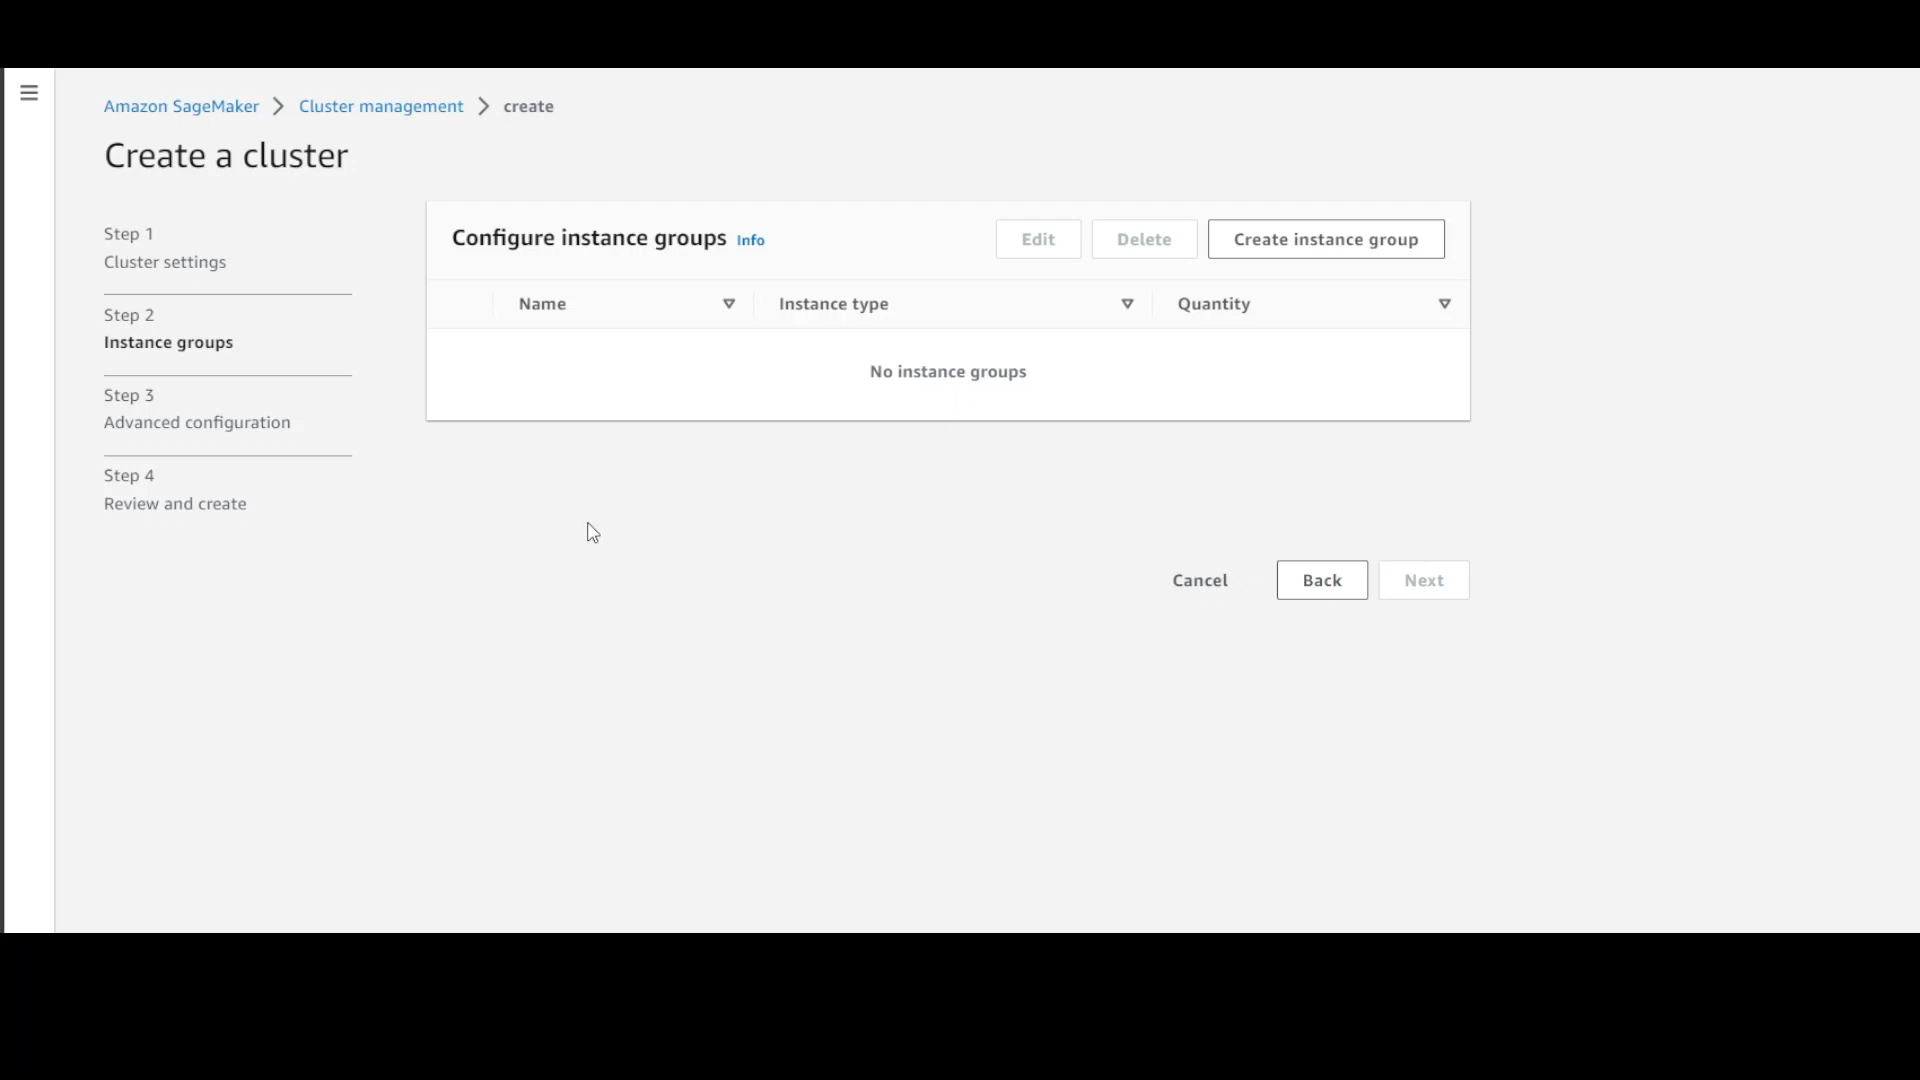 Amazon SageMaker > Cluster management > create
Create a cluster
Step 1
Cluster settings
Step 2
Instance groups
Step 3
Advanced configuration
Step 4
Review and create
Configure instance groups Info
Edit Delete Create instance group
Name Instance type Quantity
No instance groups
Cancel Back Next